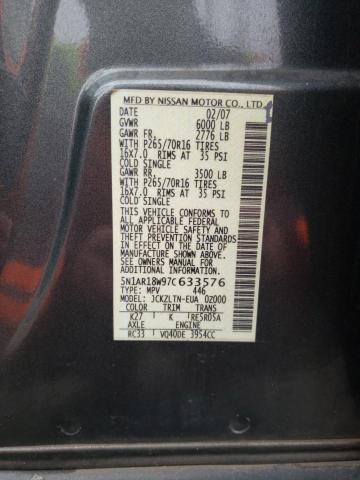 MFD BY NISSAN MOTOR CO., LTD.
DATE 02/07
GVWR 6000 LB
GAWR FR. 2776 LB
WITH P265/70R16 TIRES
16X7.0 RIMS AT 35 PSI
COLD SINGLE
GAWR RR. 3500 LB
WITH P265/70R16 TIRES
16X7.0 RIMS AT 35 PSI
COLD SINGLE
THIS VEHICLE CONFORMS
TO ALL APPLICABLE FEDERAL
MOTOR VEHICLE SAFETY
AND THEFT PREVENTION
STANDARDS IN EFFECT ON
THE DATE OF
MANUFACTURE SHOWN ABOVE.
SEE OWNERS MANUAL FOR
ADDITIONAL INFORMATION
5N1AR18W97C633576
TYPE: MPV 446
MODEL: JCKZLTN-EUA 0Z000
COLOR TRIM TRANS
K27 K RE5R05A
AXLE ENGINE
RC33 VQ40DE 3954CC